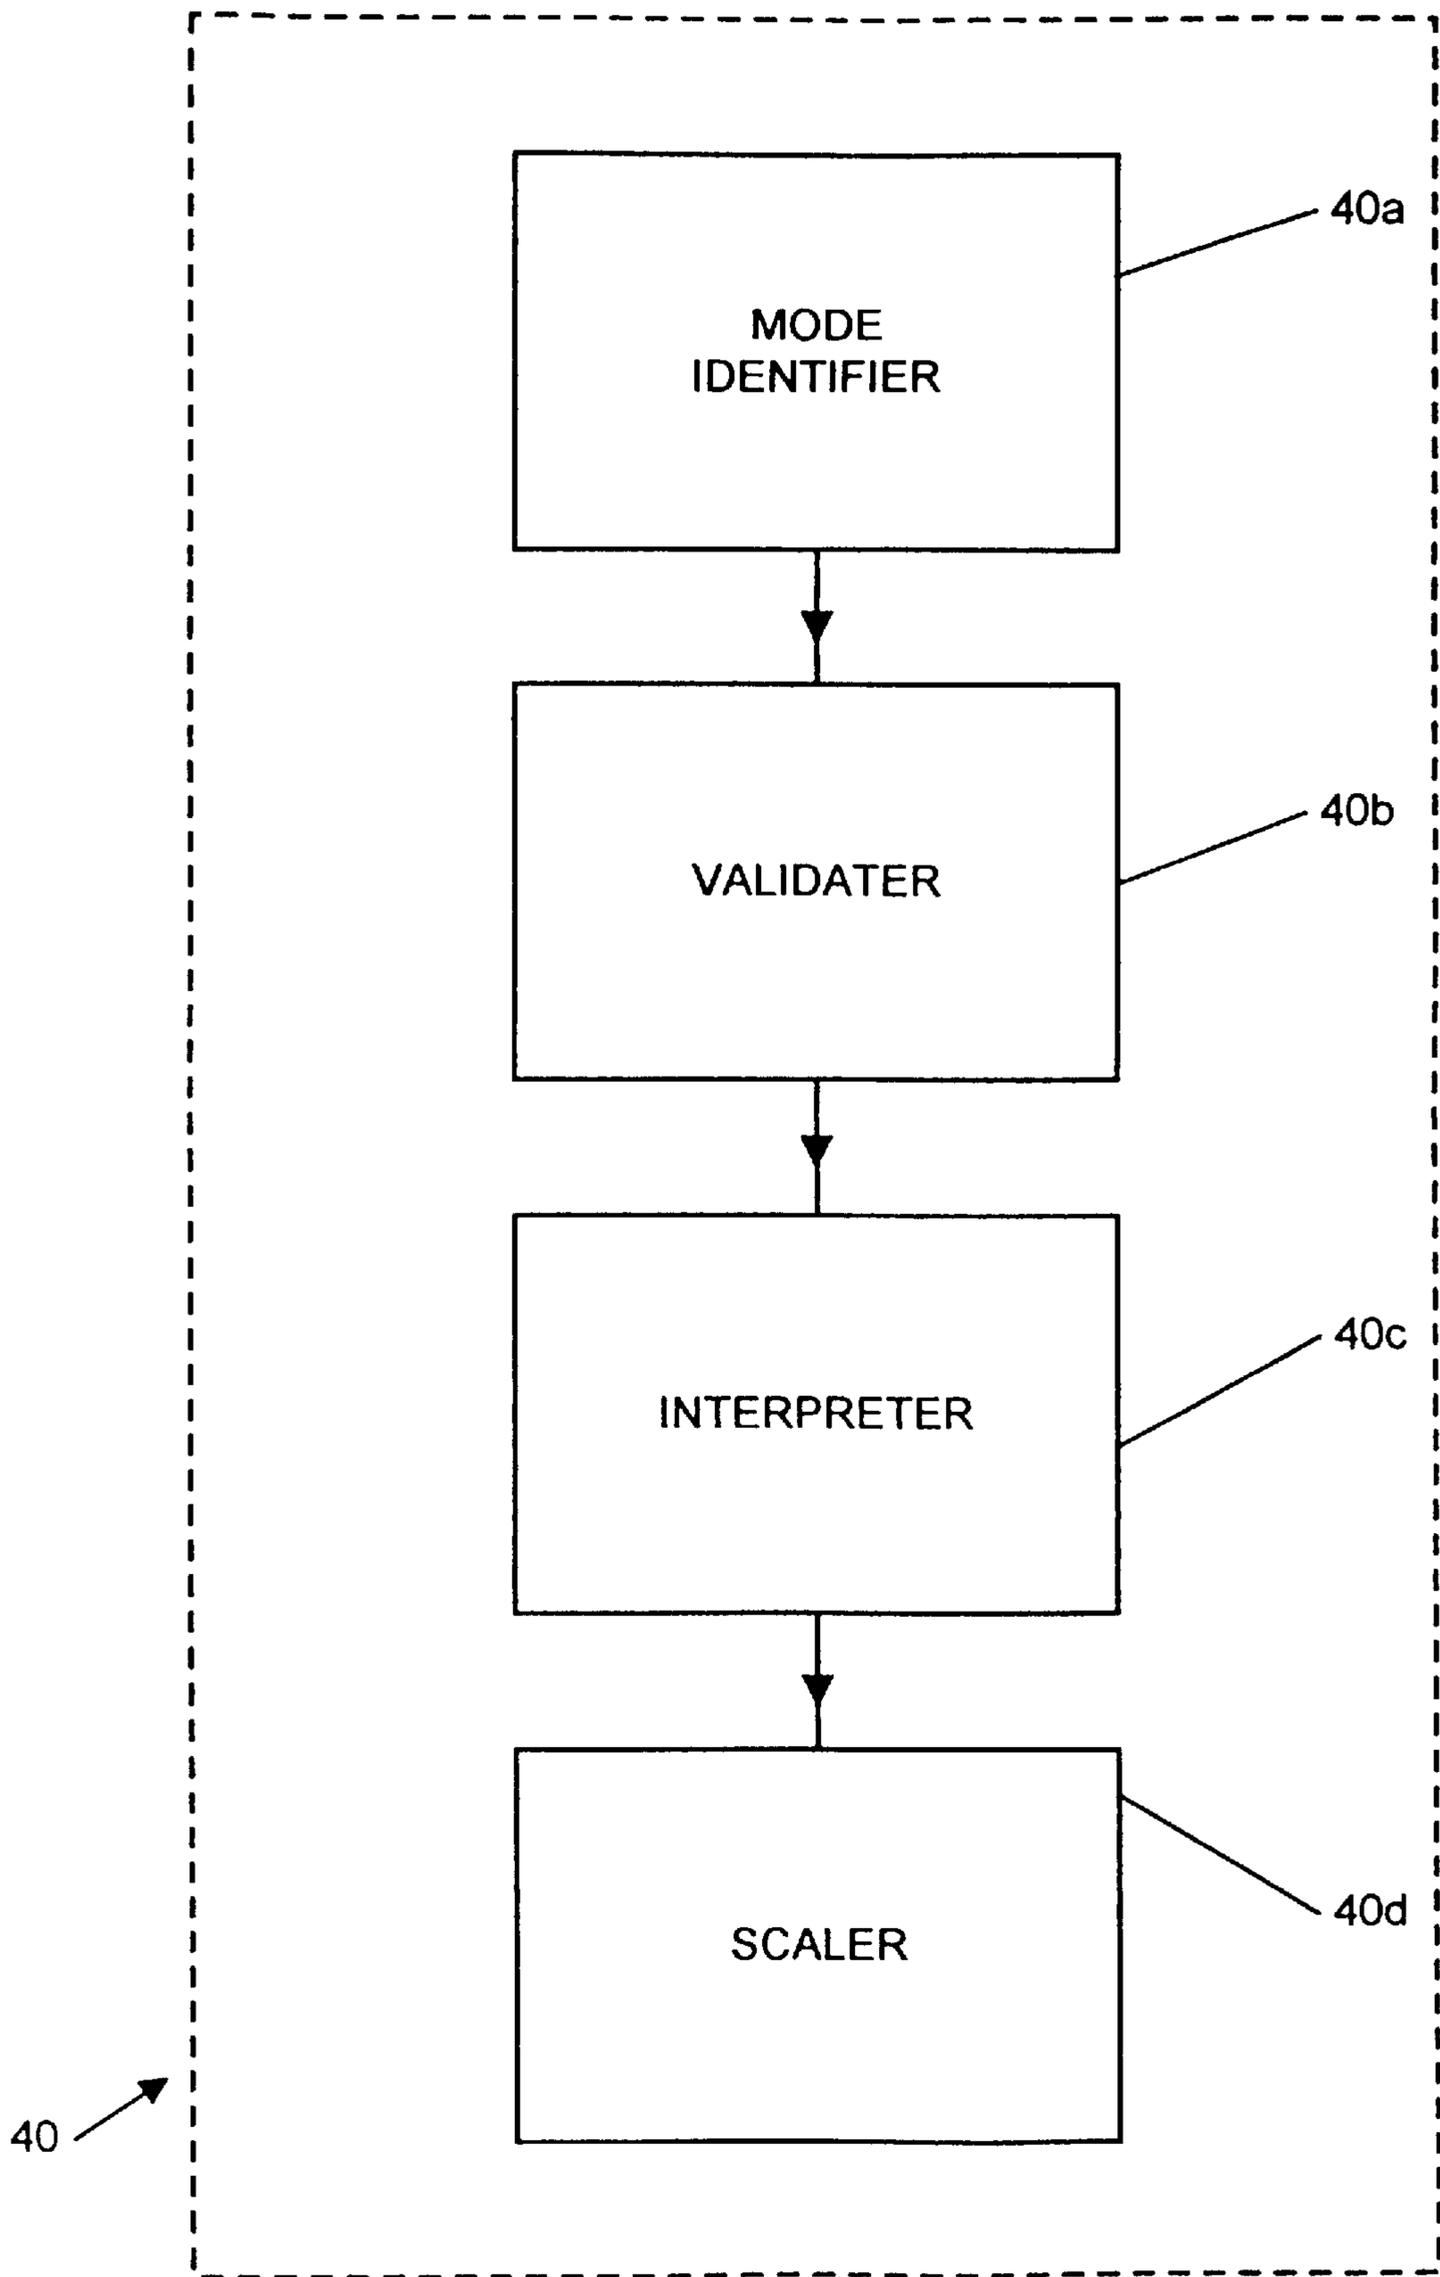 40a
MODE
IDENTIFIER
40b
VALIDATER
40c
INTERPRETER
40d
SCALER
40